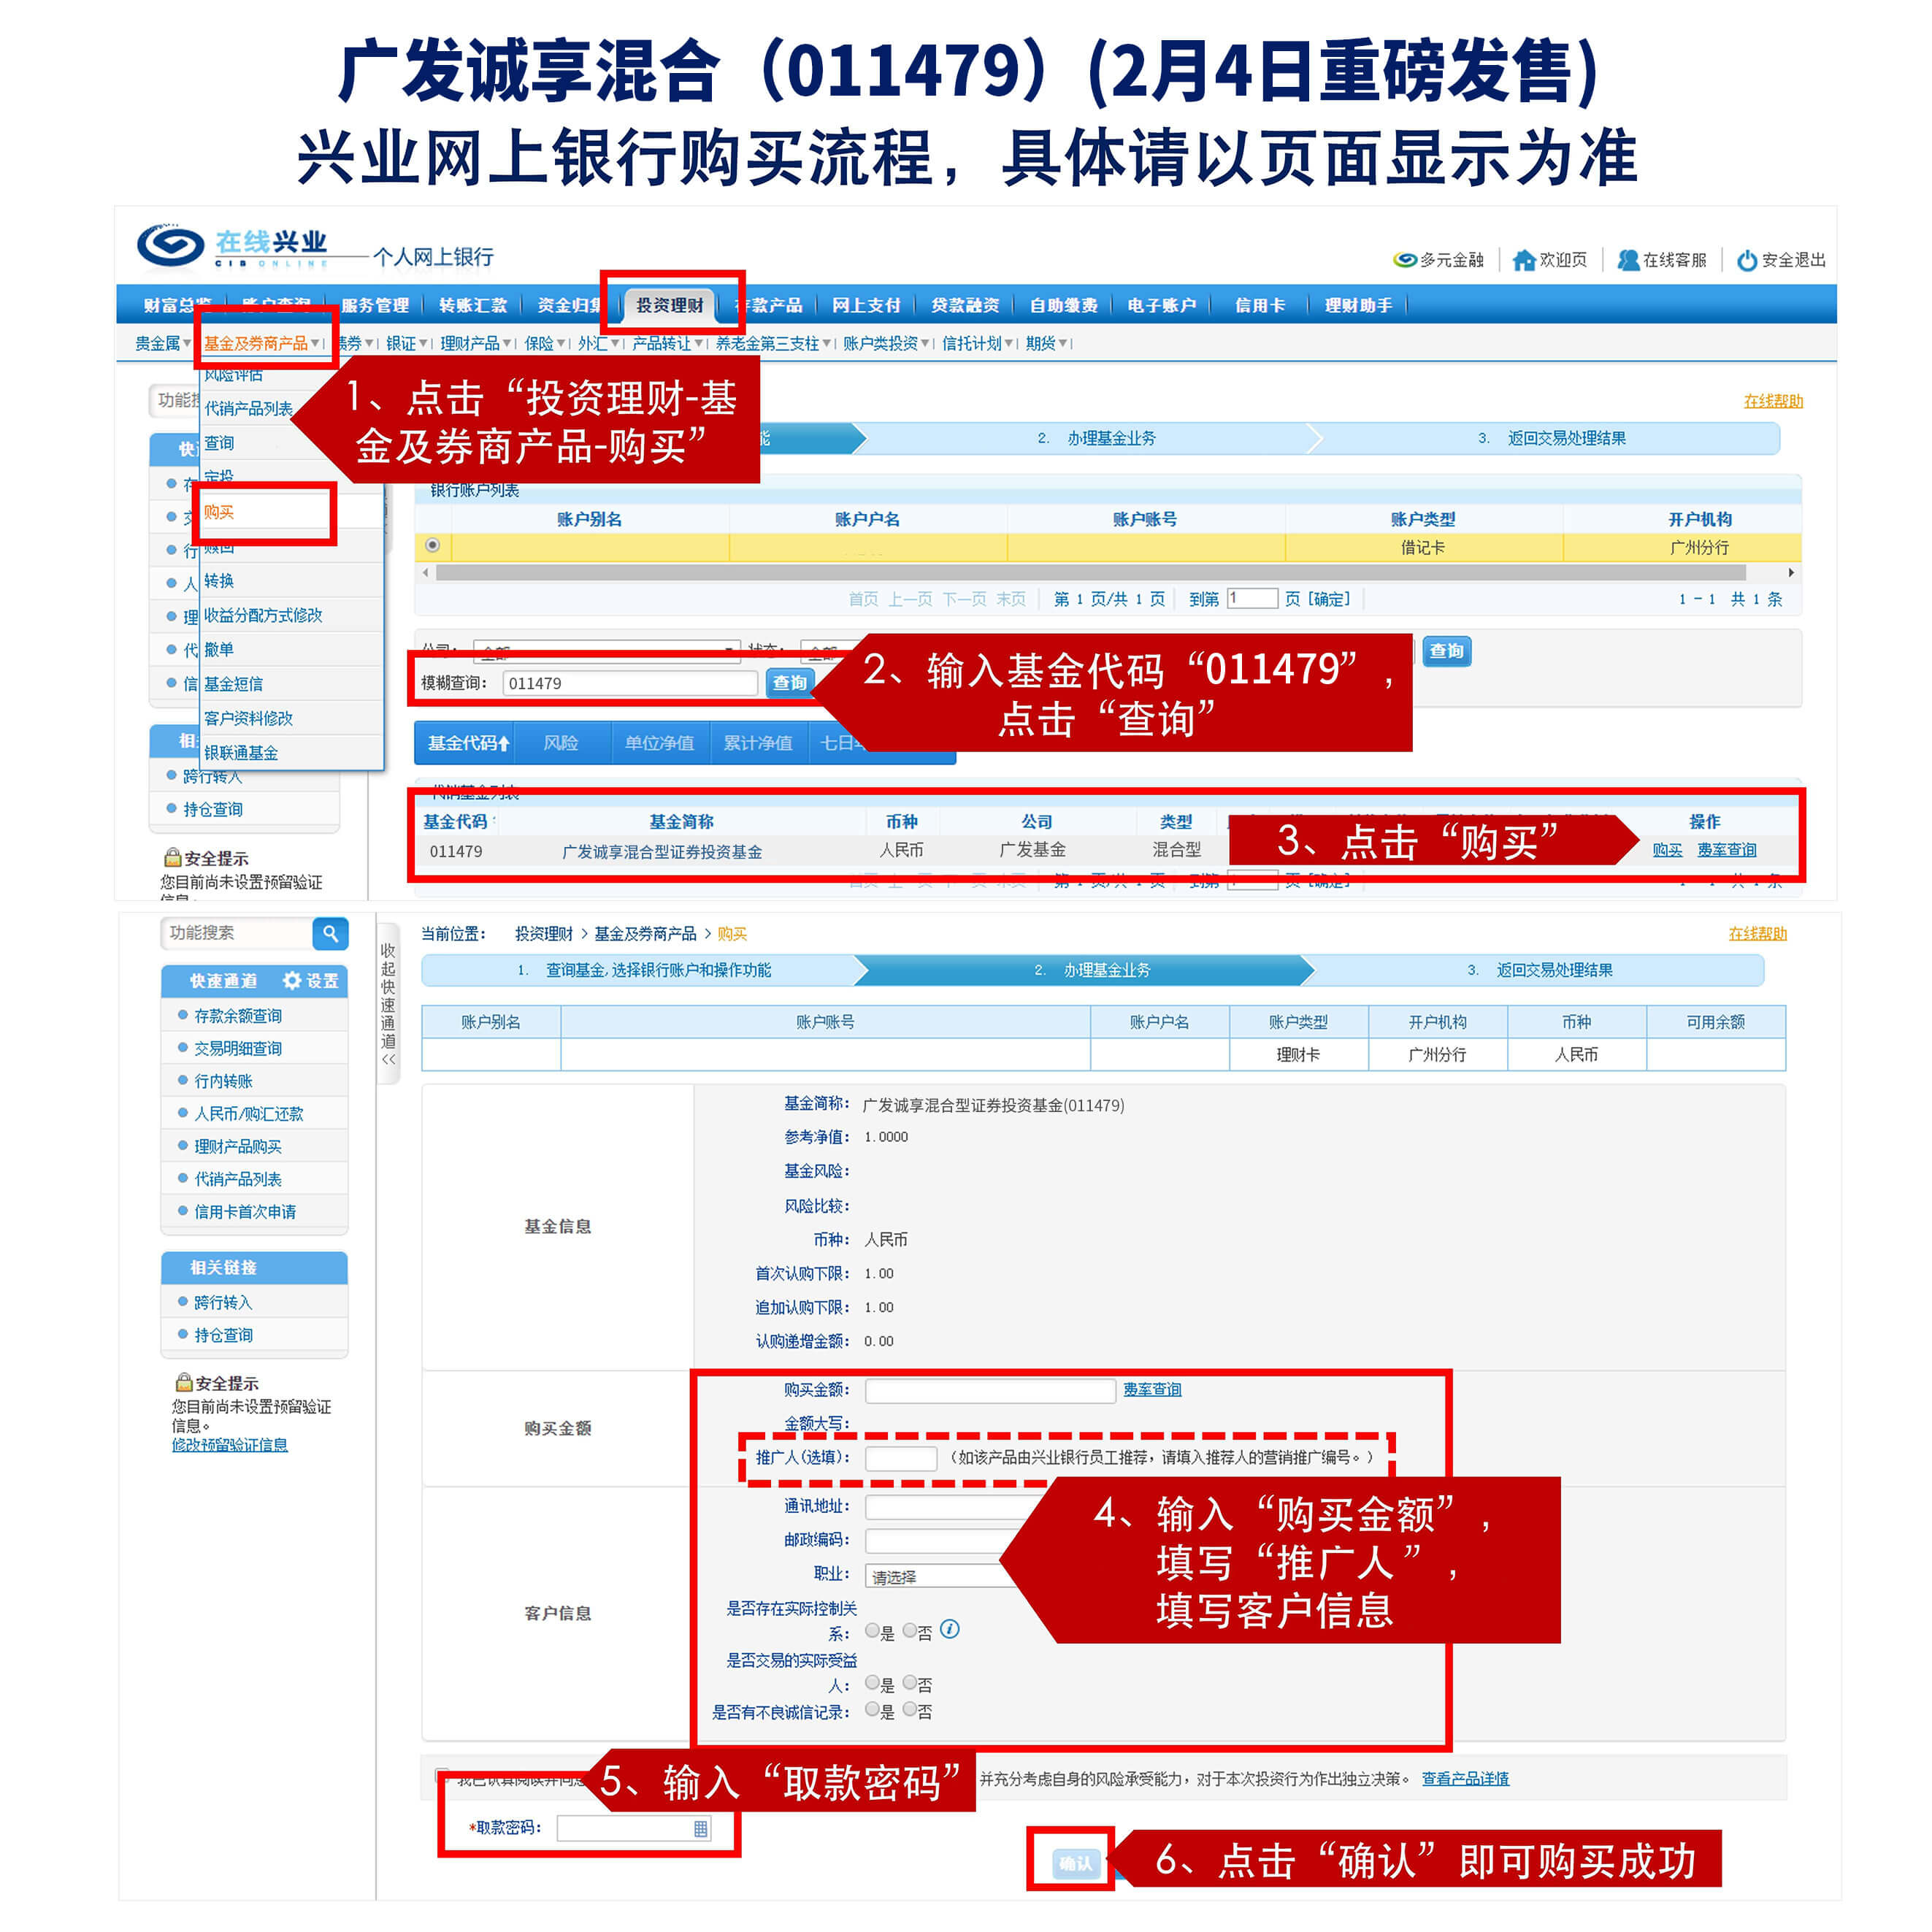 广发诚享混合（011479）(2月4日重磅发售)
兴业网上银行购买流程，具体请以页面显示为准
在线兴业
CIB ONLINE
个人网上银行
多元金融 欢迎页 在线客服 安全退出
财富总览 账户查询 服务管理 转账汇款 资金归集 投资理财 存款产品 网上支付 贷款融资 自助缴费 电子账户 信用卡 理财助手
贵金属 基金及券商产品 债券 银证 理财产品 保险 外汇 产品转让 养老金第三支柱 账户类投资 信托计划 期货
风险评估
代销产品列表
查询
定投
购买
赎回
转换
收益分配方式修改
撤单
基金短信
客户资料修改
银联通基金
1、点击“投资理财-基
金及券商产品-购买”
在线帮助
2. 办理基金业务
3. 返回交易处理结果
银行账户列表
账户别名 账户户名 账户账号 账户类型 开户机构
借记卡 广州分行
首页 上一页 下一页 末页 第 1 页/共 1 页 到第 1 页 [确定] 1 - 1 共 1 条
公司： 全部 状态： 全部 查询
模糊查询： 011479 查询
2、输入基金代码“011479”，
点击“查询”
基金代码 风险 单位净值 累计净值 七日
代销基金列表
基金代码 基金简称 币种 公司 类型 操作
011479 广发诚享混合型证券投资基金 人民币 广发基金 混合型 购买 费率查询
3、点击“购买”
跨行转入
持仓查询
安全提示
您目前尚未设置预留验证
信息。
功能搜索
快速通道 设置
存款余额查询
交易明细查询
行内转账
人民币/购汇还款
理财产品购买
代销产品列表
信用卡首次申请
相关链接
跨行转入
持仓查询
安全提示
您目前尚未设置预留验证
信息。
修改预留验证信息
收起快速通道<<
当前位置： 投资理财 > 基金及券商产品 > 购买
在线帮助
1. 查询基金,选择银行账户和操作功能
2. 办理基金业务
3. 返回交易处理结果
账户别名 账户账号 账户户名 账户类型 开户机构 币种 可用余额
理财卡 广州分行 人民币
基金信息
基金简称： 广发诚享混合型证券投资基金(011479)
参考净值： 1.0000
基金风险：
风险比较：
币种： 人民币
首次认购下限： 1.00
追加认购下限： 1.00
认购递增金额： 0.00
购买金额
购买金额： 费率查询
金额大写：
推广人(选填)： （如该产品由兴业银行员工推荐，请填入推荐人的营销推广编号。）
客户信息
通讯地址：
邮政编码：
职业： 请选择
是否存在实际控制关
系： 是 否
是否交易的实际受益
人： 是 否
是否有不良诚信记录： 是 否
4、输入“购买金额”，
填写“推广人”，
填写客户信息
我已认真阅读并同意
并充分考虑自身的风险承受能力，对于本次投资行为作出独立决策。 查看产品详情
5、输入“取款密码”
*取款密码：
确认
6、点击“确认”即可购买成功